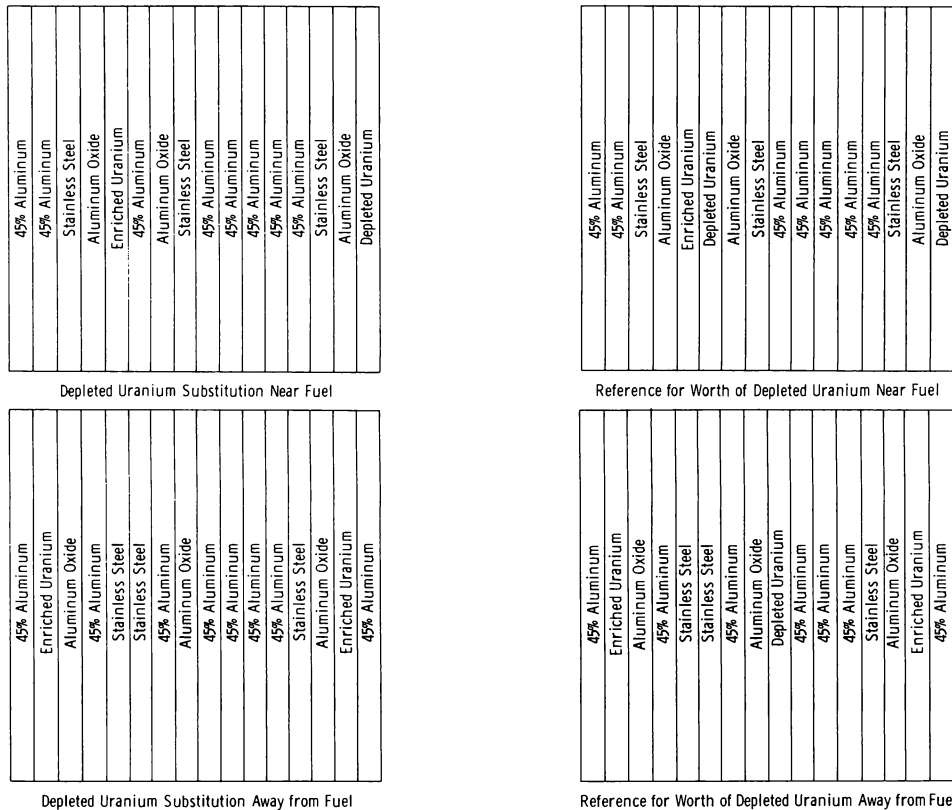 45% Aluminum
45% Aluminum
Stainless Steel
Aluminum Oxide
Enriched Uranium
45% Aluminum
Aluminum Oxide
Stainless Steel
45% Aluminum
45% Aluminum
45% Aluminum
45% Aluminum
45% Aluminum
Stainless Steel
Aluminum Oxide
Depleted Uranium
Depleted Uranium Substitution Near Fuel
45% Aluminum
45% Aluminum
Stainless Steel
Aluminum Oxide
Enriched Uranium
Depleted Uranium
Aluminum Oxide
Stainless Steel
45% Aluminum
45% Aluminum
45% Aluminum
45% Aluminum
45% Aluminum
Stainless Steel
Aluminum Oxide
Depleted Uranium
Reference for Worth of Depleted Uranium Near Fuel
45% Aluminum
Enriched Uranium
Aluminum Oxide
45% Aluminum
Stainless Steel
Stainless Steel
45% Aluminum
Aluminum Oxide
45% Aluminum
45% Aluminum
45% Aluminum
45% Aluminum
Stainless Steel
Aluminum Oxide
Enriched Uranium
45% Aluminum
Depleted Uranium Substitution Away from Fuel
45% Aluminum
Enriched Uranium
Aluminum Oxide
45% Aluminum
Stainless Steel
Stainless Steel
45% Aluminum
Aluminum Oxide
Depleted Uranium
45% Aluminum
45% Aluminum
45% Aluminum
Stainless Steel
Aluminum Oxide
Enriched Uranium
45% Aluminum
Reference for Worth of Depleted Uranium Away from Fue